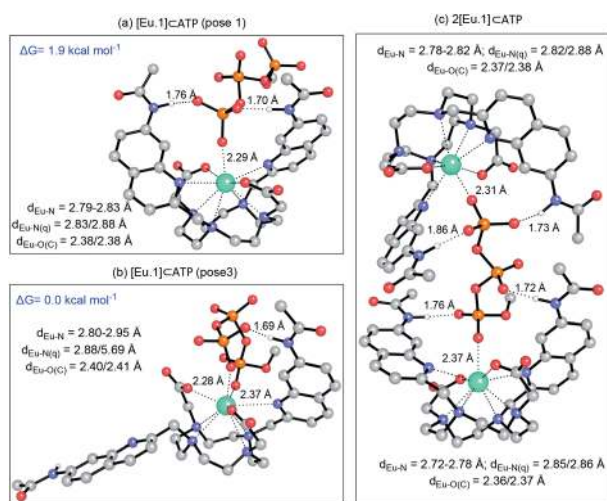 (a) [Eu.1]⊂ATP (pose 1)
ΔG= 1.9 kcal mol⁻¹
1.76 Å
1.70 Å
2.29 Å
d_Eu-N = 2.79-2.83 Å
d_Eu-N(q) = 2.83/2.88 Å
d_Eu-O(C) = 2.38/2.38 Å
(b) [Eu.1]⊂ATP (pose3)
ΔG= 0.0 kcal mol⁻¹
d_Eu-N = 2.80-2.95 Å
d_Eu-N(q) = 2.88/5.69 Å
d_Eu-O(C) = 2.40/2.41 Å
1.69 Å
2.28 Å
2.37 Å
(c) 2[Eu.1]⊂ATP
d_Eu-N = 2.78-2.82 Å; d_Eu-N(q) = 2.82/2.88 Å
d_Eu-O(C) = 2.37/2.38 Å
2.31 Å
1.86 Å
1.73 Å
1.72 Å
1.76 Å
2.37 Å
d_Eu-N = 2.72-2.78 Å; d_Eu-N(q) = 2.85/2.86 Å
d_Eu-O(C) = 2.36/2.37 Å